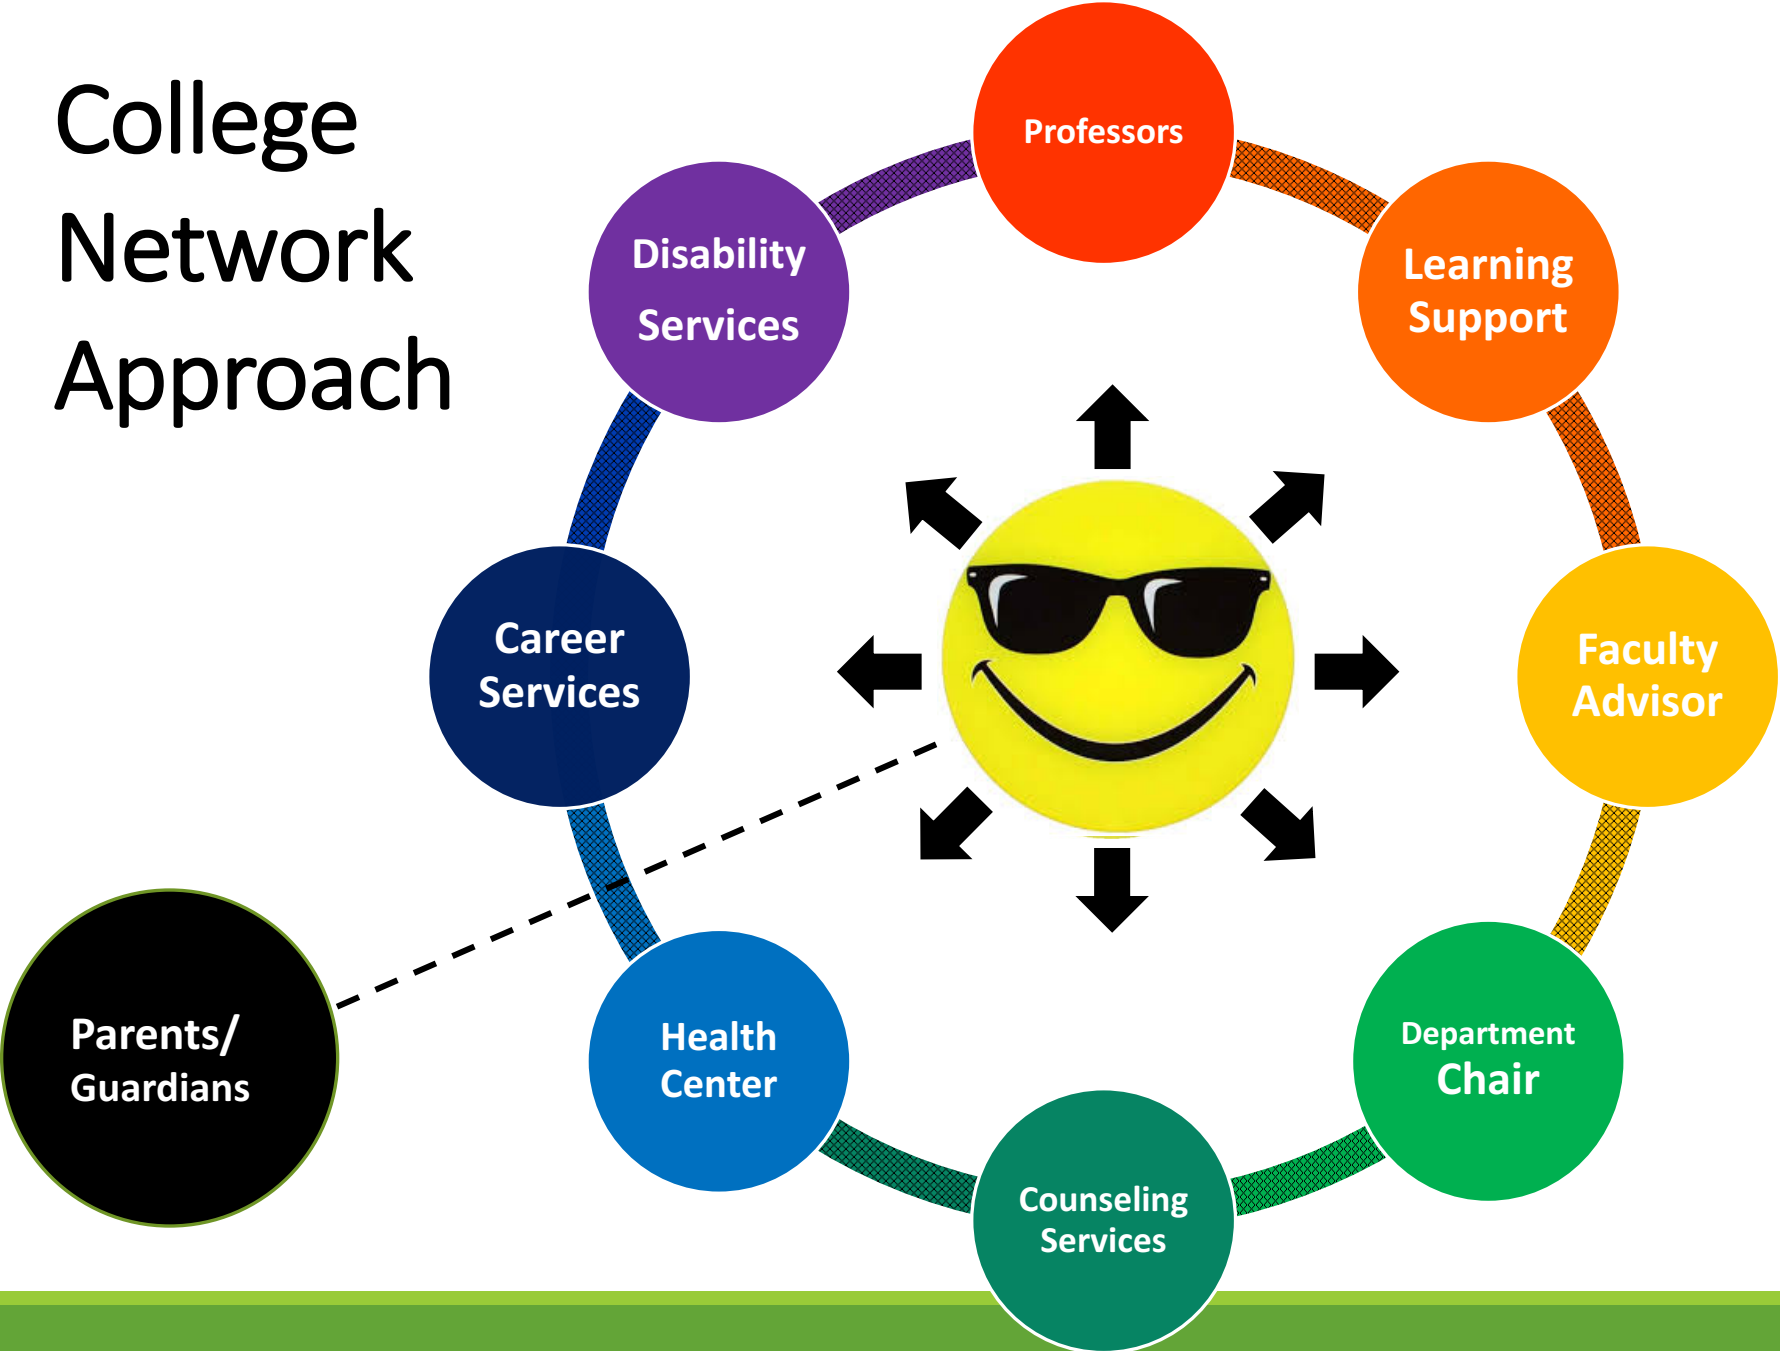 College
Network
Approach
Professors
Learning
Support
Faculty
Advisor
Department
Chair
Counseling
Services
Health
Center
Career
Services
Disability
Services
Parents/
Guardians